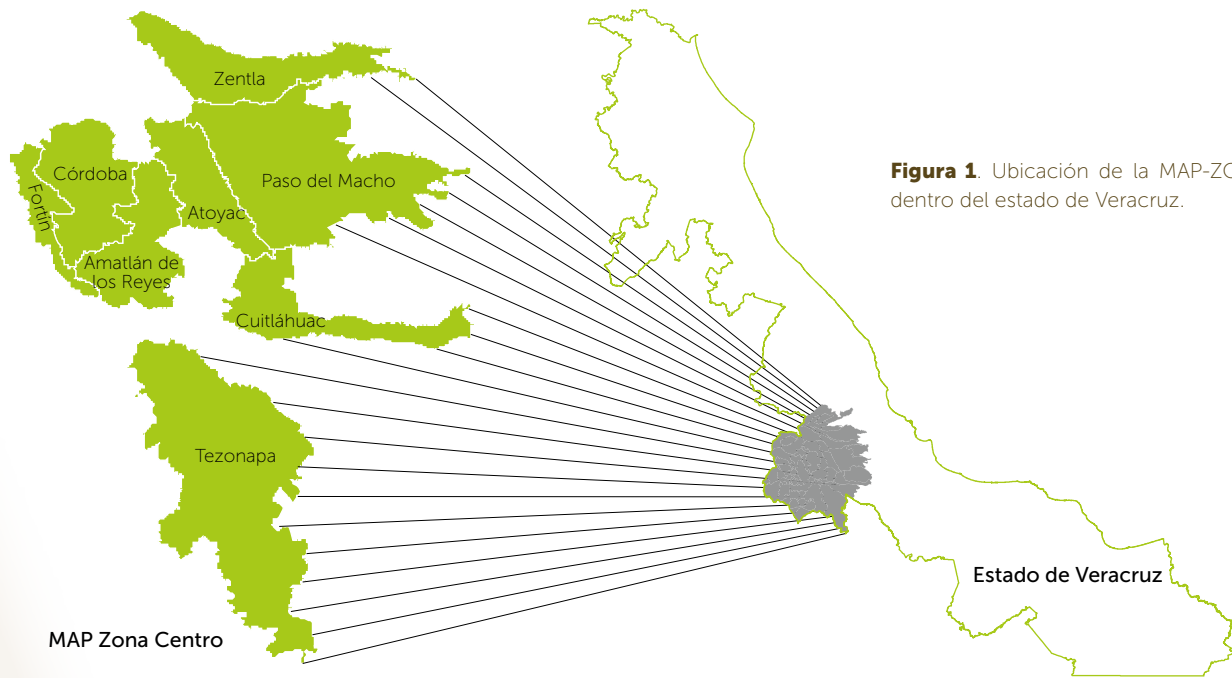 Zentla
Córdoba
Fortín
Paso del Macho
Atoyac
Amatlán de
los Reyes
Cuitláhuac
Tezonapa
MAP Zona Centro
Estado de Veracruz
Figura 1. Ubicación de la MAP-ZO
dentro del estado de Veracruz.